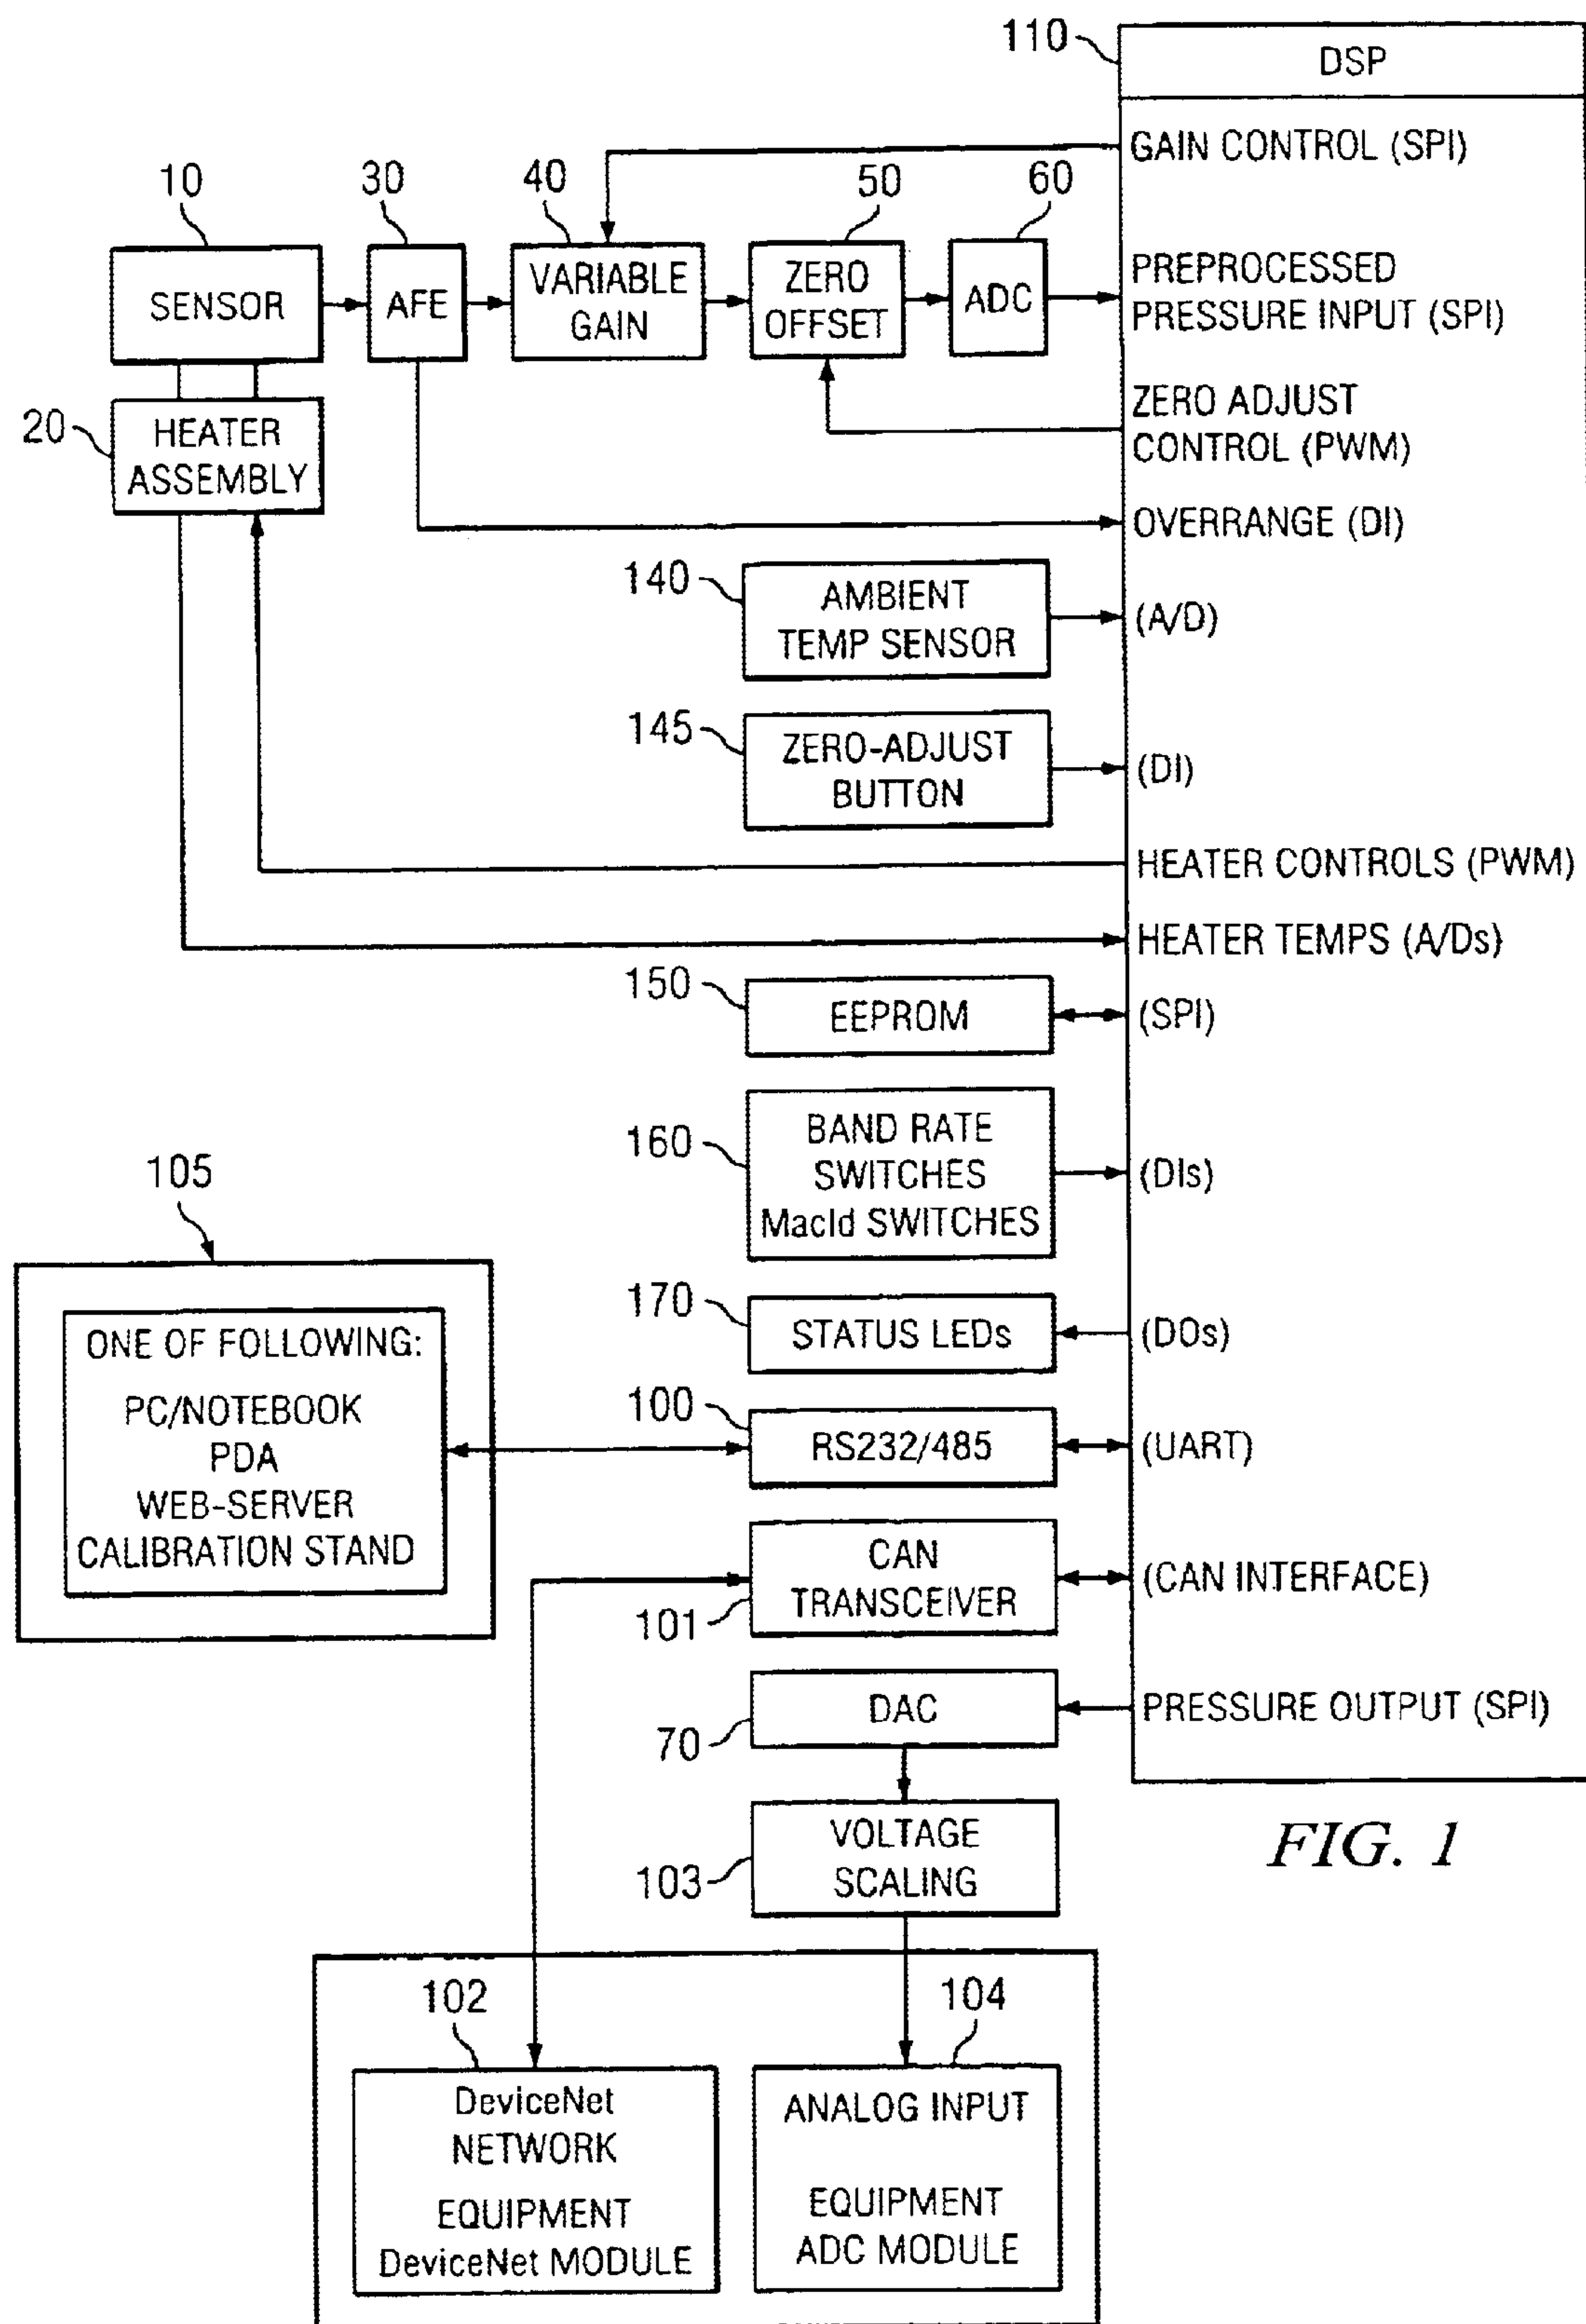 110
DSP
GAIN CONTROL (SPI)
10
30
40
50
60
SENSOR
AFE
VARIABLE
GAIN
ZERO
OFFSET
ADC
PREPROCESSED
PRESSURE INPUT (SPI)
20
HEATER
ASSEMBLY
ZERO ADJUST
CONTROL (PWM)
OVERRANGE (DI)
140
AMBIENT
TEMP SENSOR
(A/D)
145
ZERO-ADJUST
BUTTON
(DI)
HEATER CONTROLS (PWM)
HEATER TEMPS (A/Ds)
150
EEPROM
(SPI)
160
BAND RATE
SWITCHES
MacId SWITCHES
(DIs)
105
ONE OF FOLLOWING:
PC/NOTEBOOK
PDA
WEB-SERVER
CALIBRATION STAND
170
STATUS LEDs
(DOs)
100
RS232/485
(UART)
CAN
TRANSCEIVER
101
(CAN INTERFACE)
DAC
70
PRESSURE OUTPUT (SPI)
VOLTAGE
SCALING
103
FIG. 1
102
DeviceNet
NETWORK
EQUIPMENT
DeviceNet MODULE
104
ANALOG INPUT
EQUIPMENT
ADC MODULE